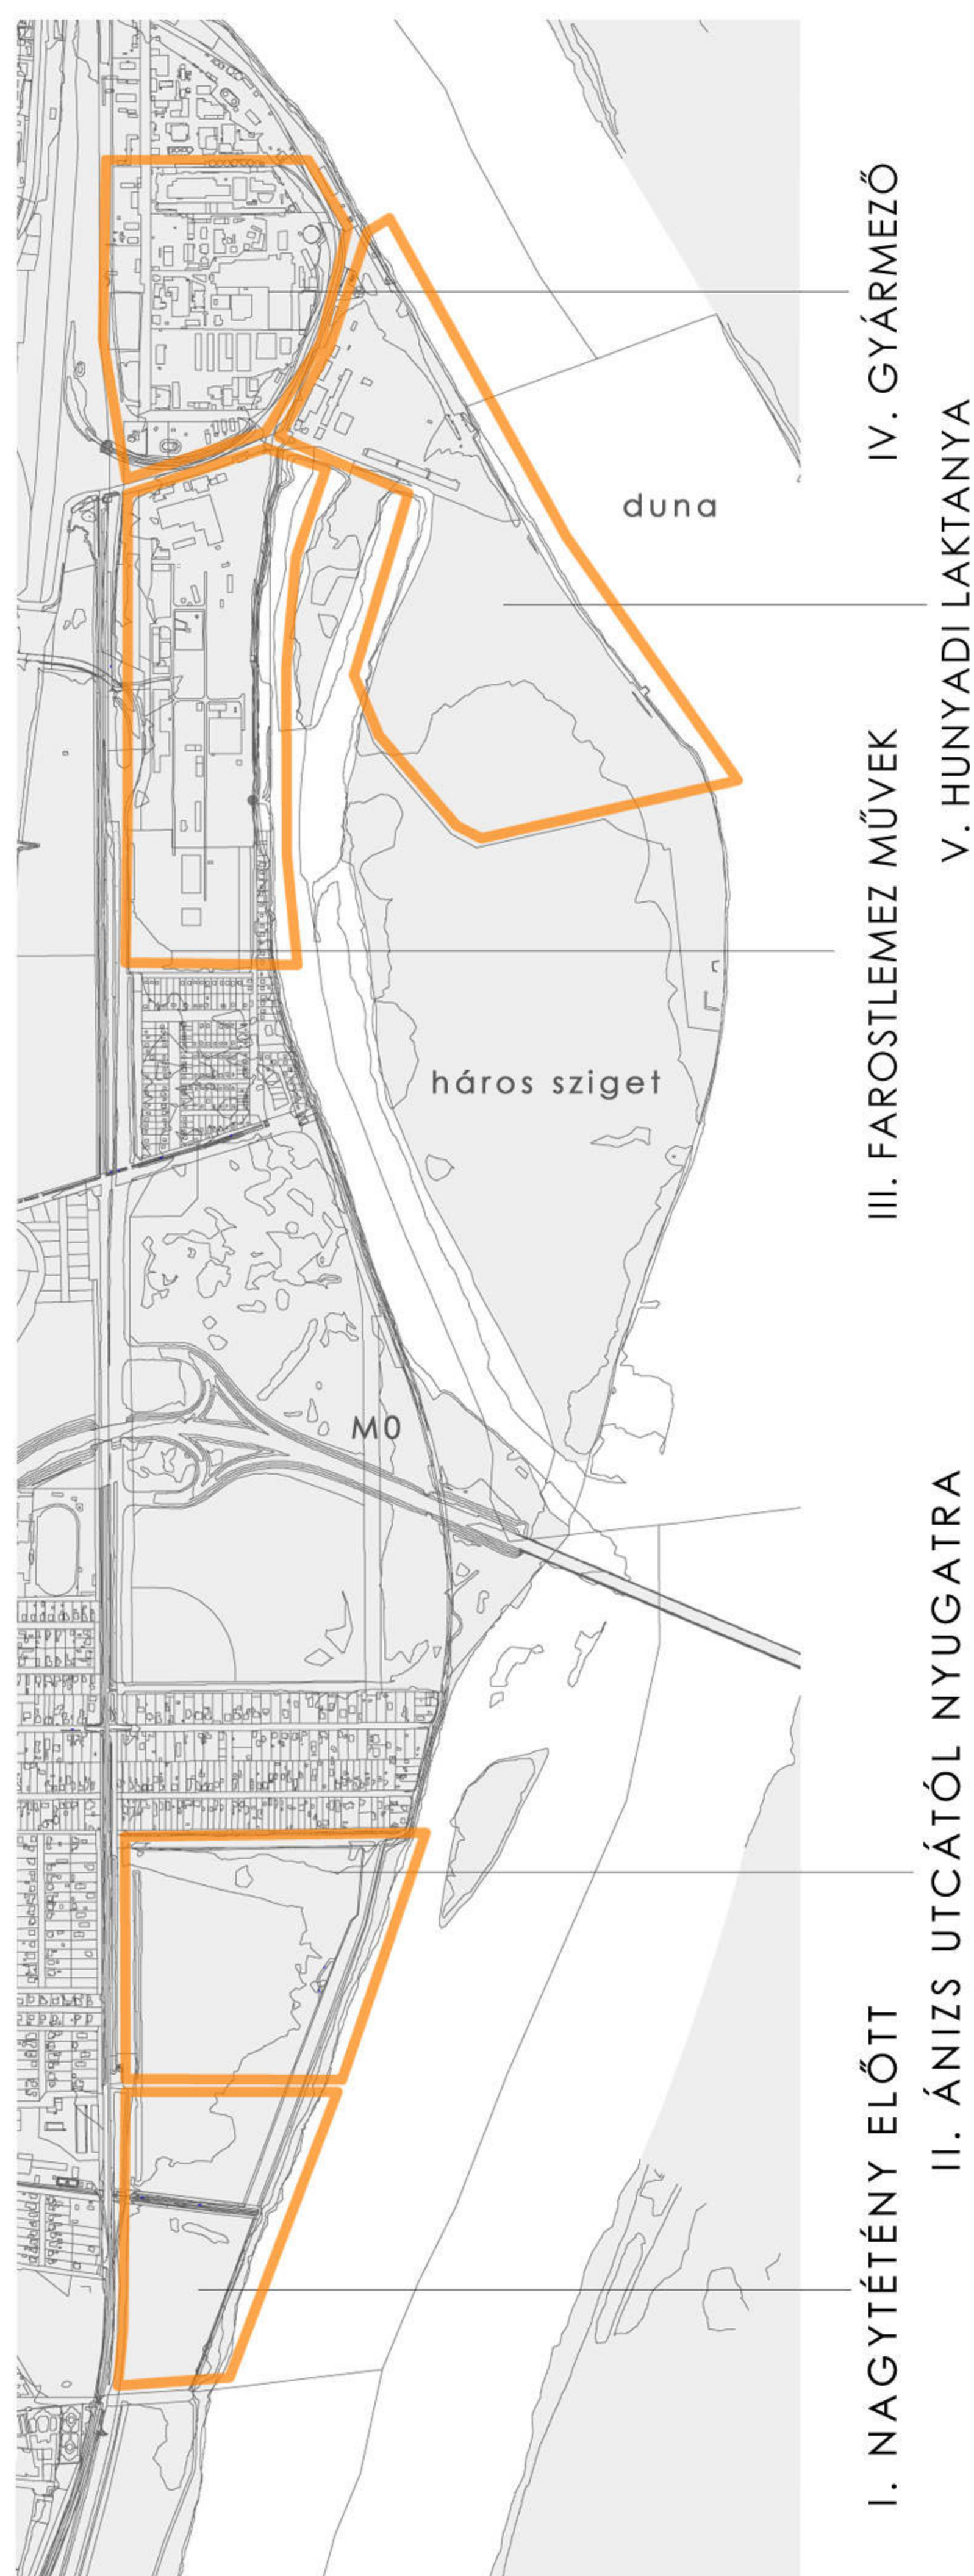 IV. GYÁRMEZŐ
duna
V. HUNYADI LAKTANYA
III. FAROSTLEMEZ MŰVEK
háros sziget
M0
II. ÁNIZS UTCÁTÓL NYUGATRA
I. NAGYTÉTÉNY ELŐTT